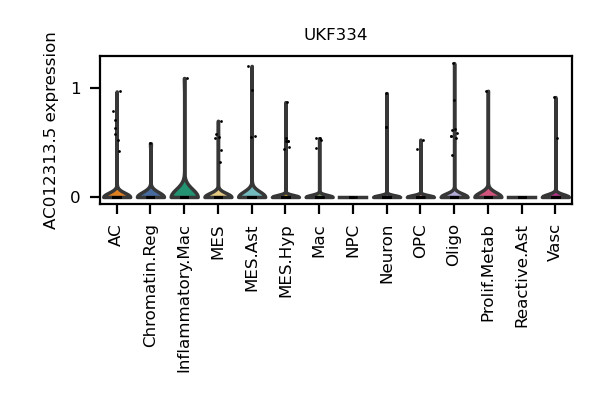 UKF334
AC012313.5 expression
1
0
AC
Chromatin.Reg
Inflammatory.Mac
MES
MES.Ast
MES.Hyp
Mac
NPC
Neuron
OPC
Oligo
Prolif.Metab
Reactive.Ast
Vasc